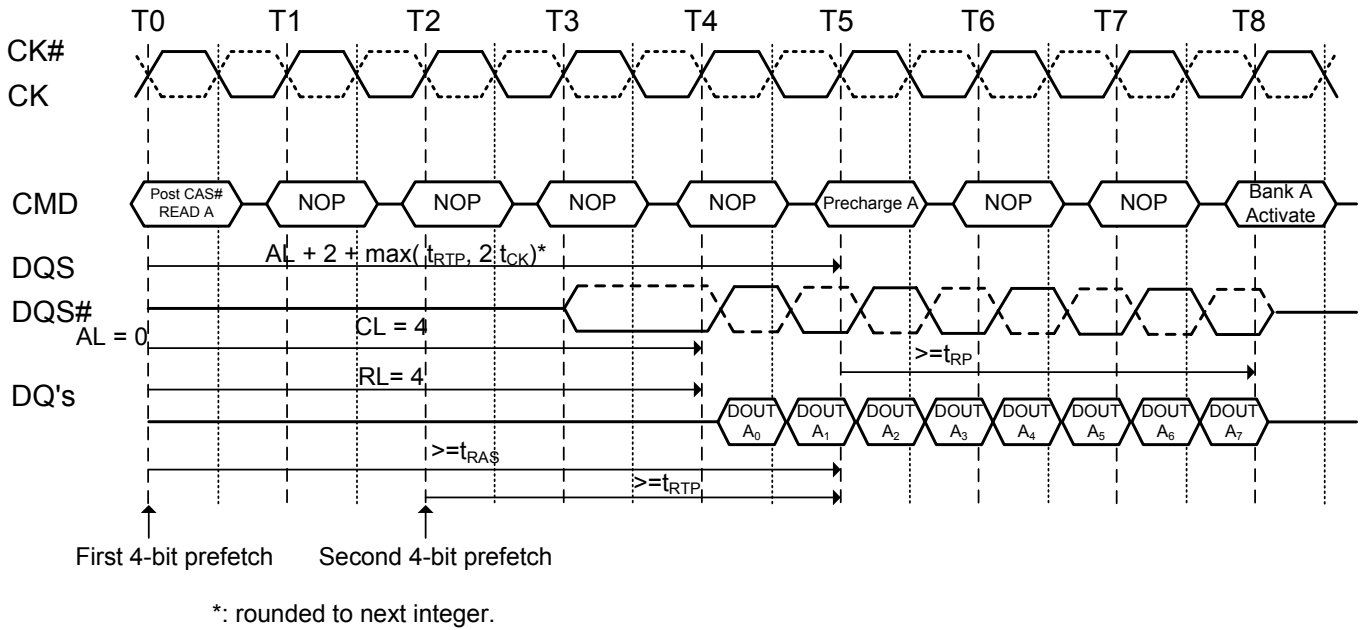 T0 T1 T2 T3 T4 T5 T6 T7 T8
CK#
CK
CMD
Post CAS#
READ A
NOP NOP NOP NOP Precharge A NOP NOP
Bank A
Activate
AL + 2 + max( tRTP, 2 tCK)*
DQS
DQS#
AL = 0
CL = 4
>=tRP
RL= 4
DQ's
DOUT DOUT DOUT DOUT DOUT DOUT DOUT DOUT
A0 A1 A2 A3 A4 A5 A6 A7
>=tRAS
>=tRTP
First 4-bit prefetch Second 4-bit prefetch
*: rounded to next integer.